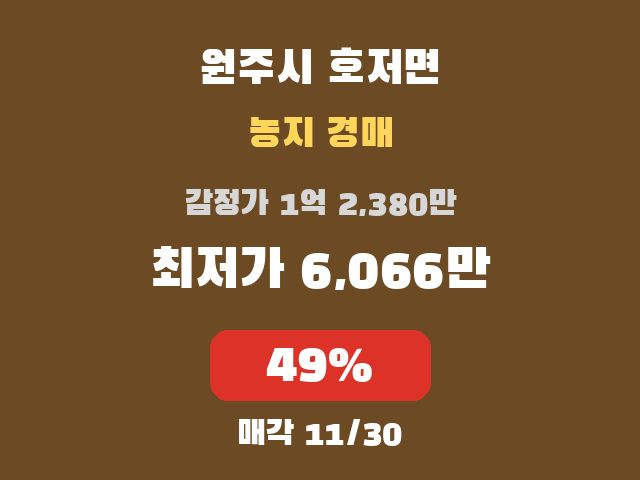 원주시 호저면
농지 경매
감정가 1억 2,380만
최저가 6,066만
49%
매각 11/30